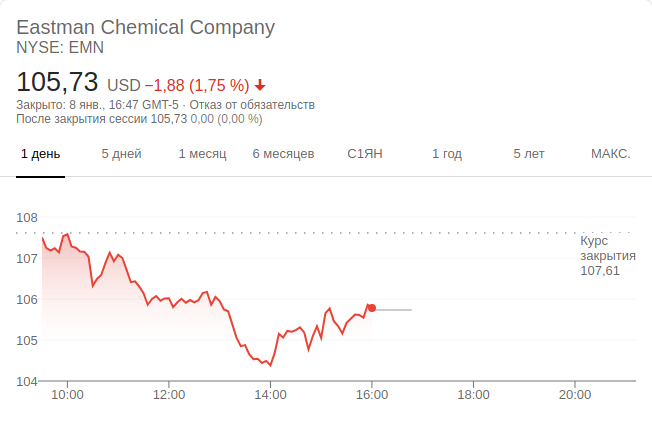 Eastman Chemical Company
NYSE: EMN
105,73 USD −1,88 (1,75 %)
Закрыто: 8 янв., 16:47 GMT-5 · Отказ от обязательств
После закрытия сессии 105,73 0,00 (0,00 %)
1 день 5 дней 1 месяц 6 месяцев С1ЯН 1 год 5 лет МАКС.
108
Курс
закрытия
107,61
107
106
105
104
10:00 12:00 14:00 16:00 18:00 20:00